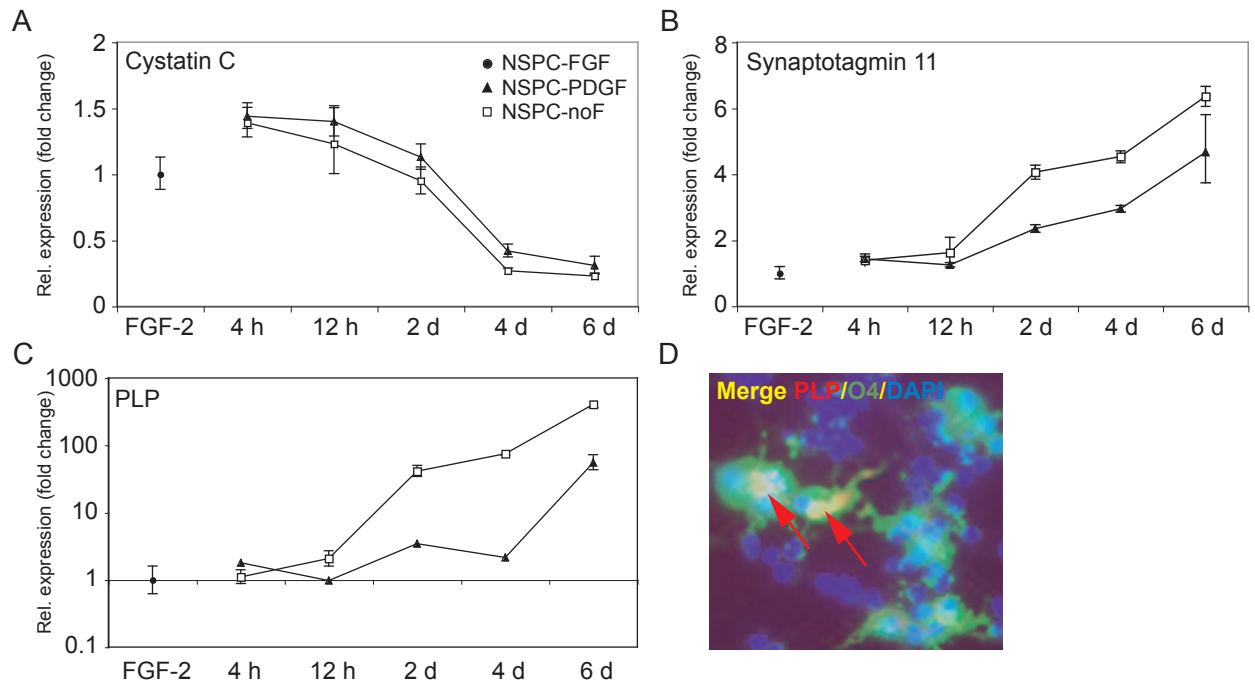 A
Rel. expression (fold change)
2
1.5
1
0.5
0
Cystatin C
NSPC-FGF
NSPC-PDGF
NSPC-noF
FGF-2 4 h 12 h 2 d 4 d 6 d
B
Rel. expression (fold change)
8
6
4
2
0
Synaptotagmin 11
FGF-2 4 h 12 h 2 d 4 d 6 d
C
Rel. expression (fold change)
1000
100
10
1
0.1
PLP
FGF-2 4 h 12 h 2 d 4 d 6 d
D
Merge PLP/O4/DAPI